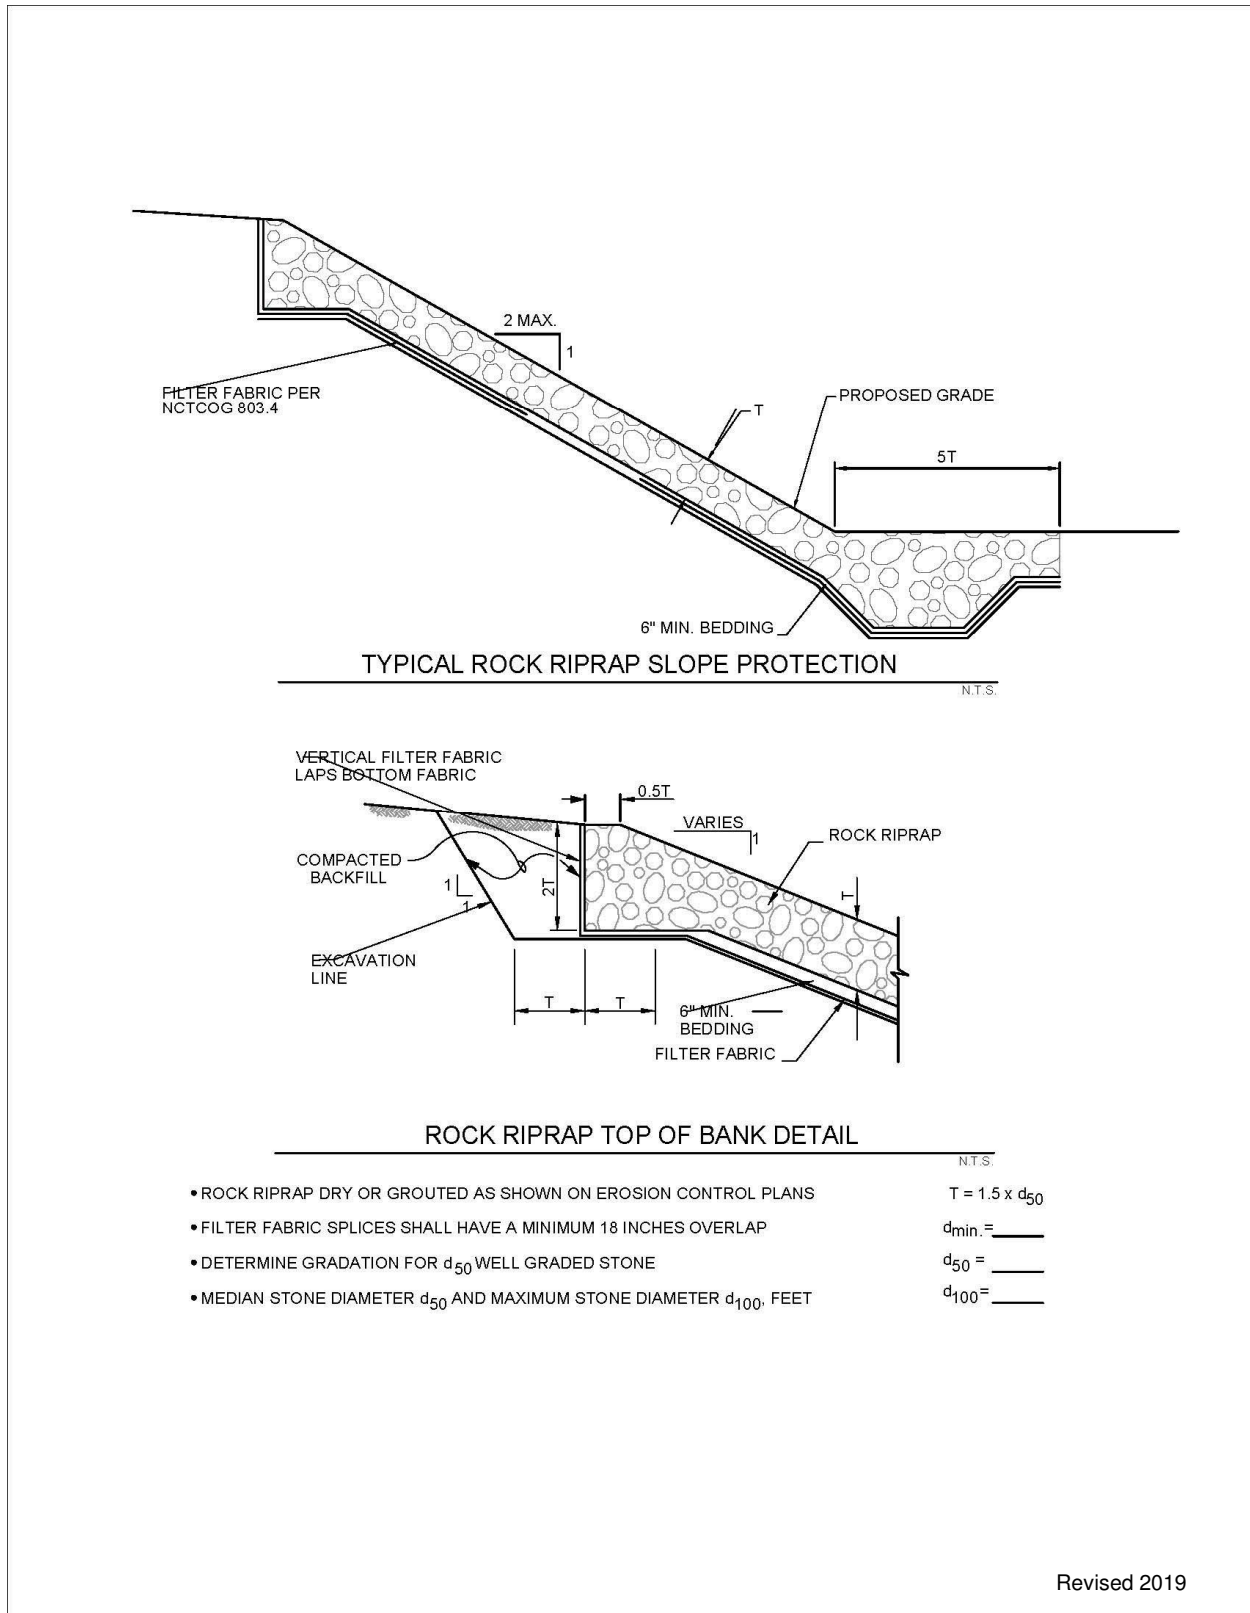 2 MAX.
1
FILTER FABRIC PER
NCTCOG 803.4
T
PROPOSED GRADE
5T
6" MIN. BEDDING
TYPICAL ROCK RIPRAP SLOPE PROTECTION
N.T.S.
VERTICAL FILTER FABRIC
LAPS BOTTOM FABRIC
0.5T
VARIES
1
ROCK RIPRAP
COMPACTED
BACKFILL
1
1
2T
T
EXCAVATION
LINE
T
T
6" MIN.
BEDDING
FILTER FABRIC
ROCK RIPRAP TOP OF BANK DETAIL
N.T.S.
• ROCK RIPRAP DRY OR GROUTED AS SHOWN ON EROSION CONTROL PLANS
T = 1.5 x d50
• FILTER FABRIC SPLICES SHALL HAVE A MINIMUM 18 INCHES OVERLAP
dmin.=
• DETERMINE GRADATION FOR d50 WELL GRADED STONE
d50 =
• MEDIAN STONE DIAMETER d50 AND MAXIMUM STONE DIAMETER d100, FEET
d100=
Revised 2019